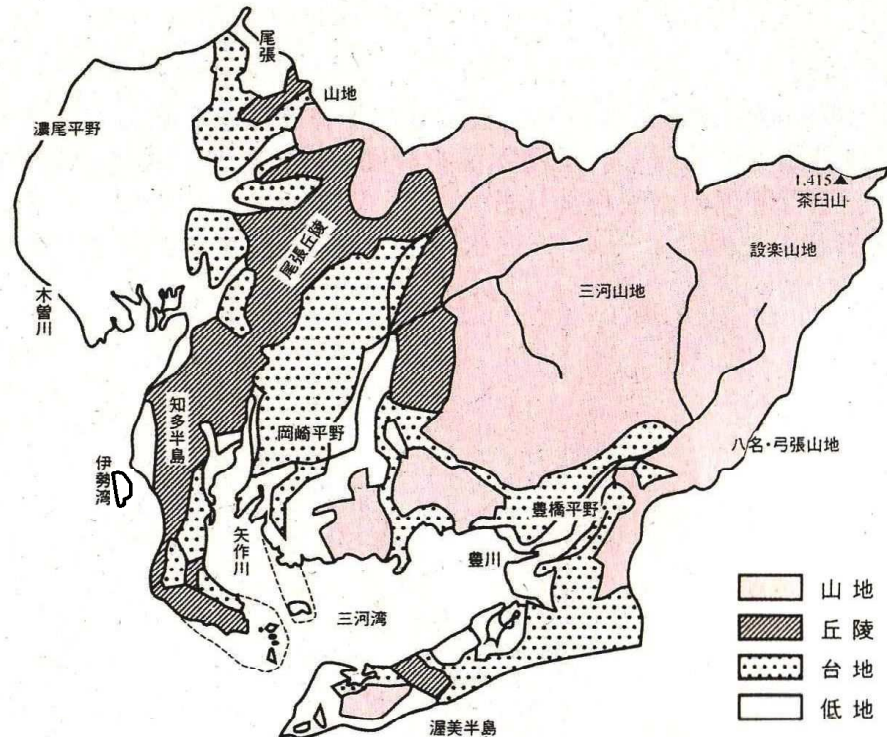 尾張
山地
濃尾平野
1,415▲
茶臼山
設楽山地
尾張丘陵
三河山地
木曽川
知多半島
岡崎平野
八名・弓張山地
伊勢湾
豊橋平野
矢作川
豊川
三河湾
渥美半島
山地
丘陵
台地
低地